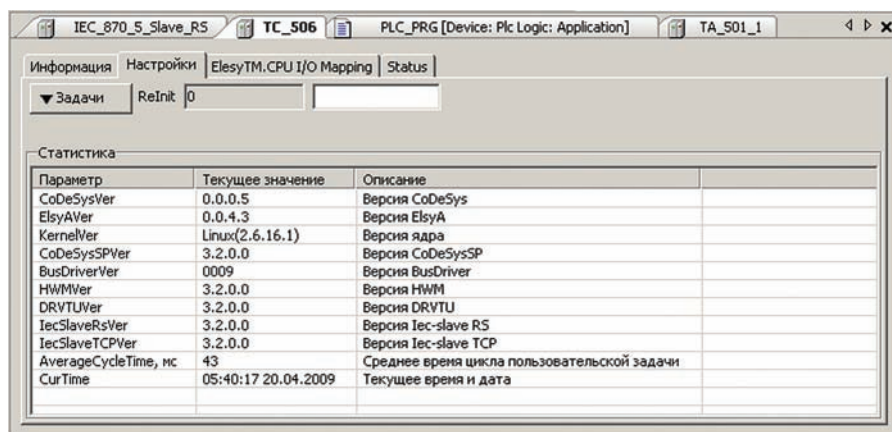 IEC_870_5_Slave_RS TC_506 PLC_PRG [Device: Plc Logic: Application] TA_501_1
Информация Настройки ElesyTM.CPU I/O Mapping Status
Задачи ReInit 0
Статистика
Параметр Текущее значение Описание
CoDeSysVer 0.0.0.5 Версия CoDeSys
ElsyAVer 0.0.4.3 Версия ElsyA
KernelVer Linux(2.6.16.1) Версия ядра
CoDeSysSPVer 3.2.0.0 Версия CoDeSysSP
BusDriverVer 0009 Версия BusDriver
HWMVer 3.2.0.0 Версия HWM
DRVTUVer 3.2.0.0 Версия DRVTU
IecSlaveRsVer 3.2.0.0 Версия Iec-slave RS
IecSlaveTCPVer 3.2.0.0 Версия Iec-slave TCP
AverageCycleTime, мс 43 Среднее время цикла пользовательской задачи
CurTime 05:40:17 20.04.2009 Текущее время и дата